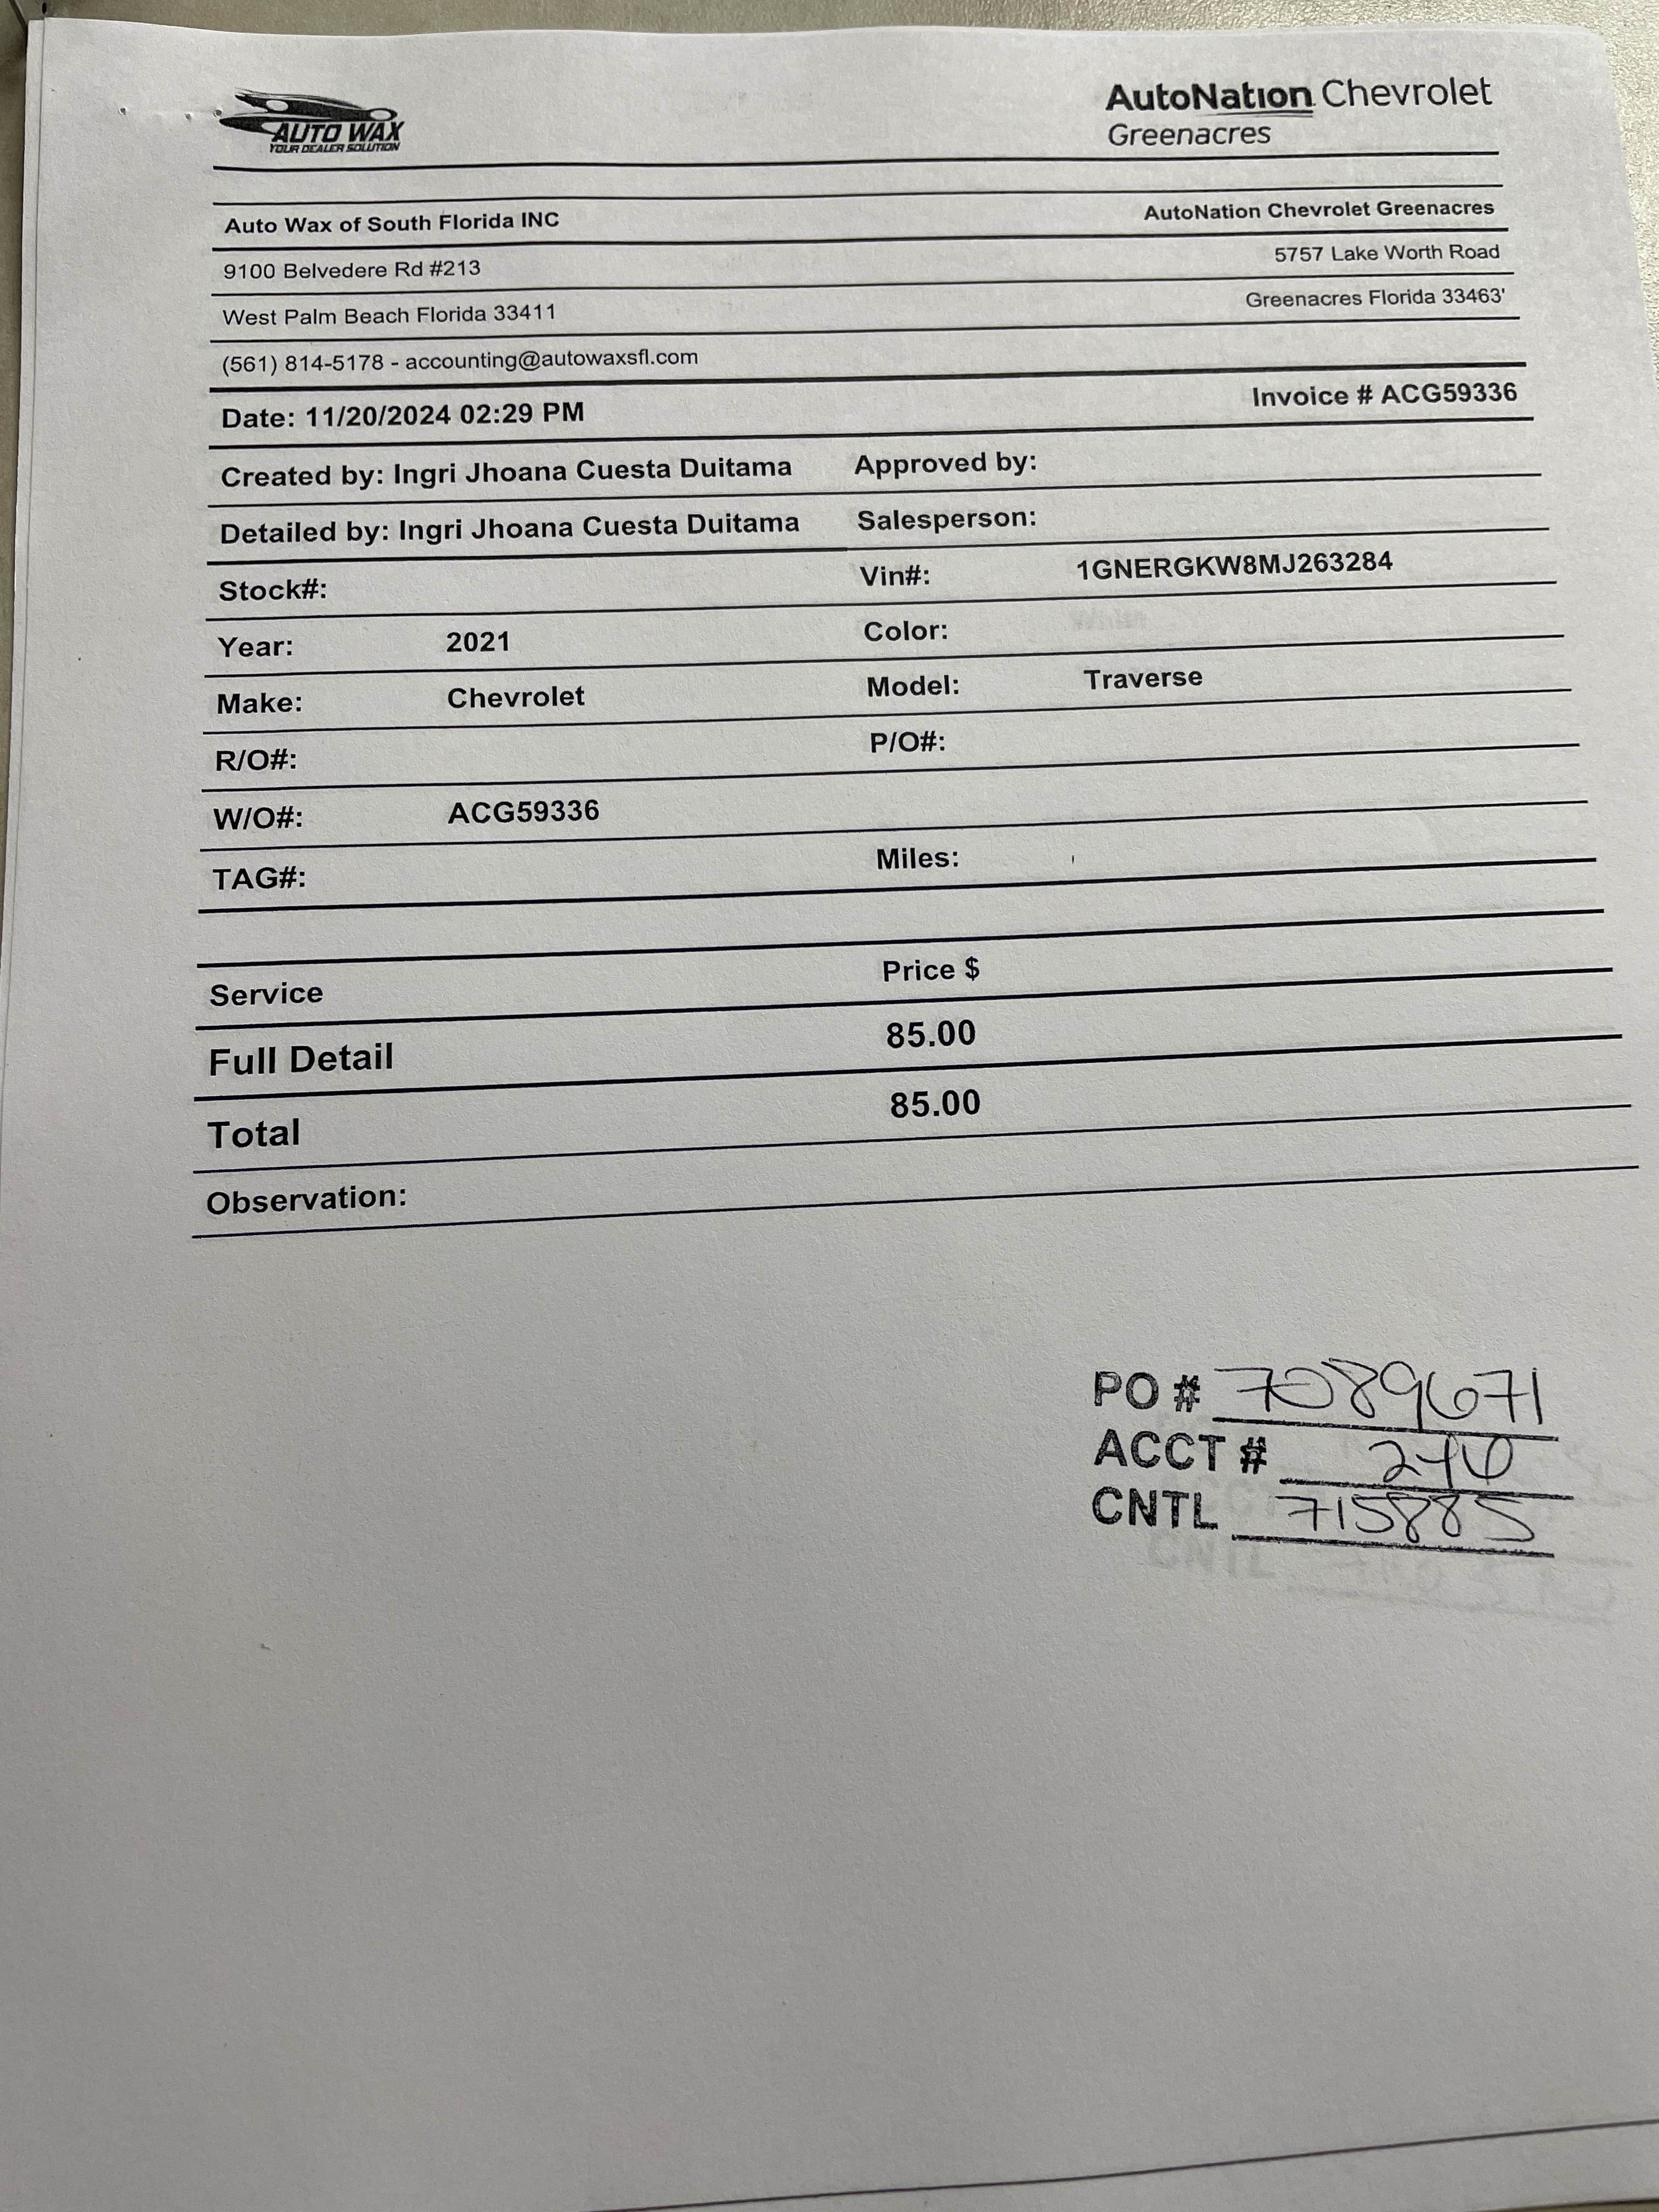 AUTO WAX
YOUR DEALER SOLUTION
AutoNation Chevrolet
Greenacres
Auto Wax of South Florida INC
AutoNation Chevrolet Greenacres
9100 Belvedere Rd #213
5757 Lake Worth Road
West Palm Beach Florida 33411
Greenacres Florida 33463'
(561) 814-5178 - accounting@autowaxsfl.com
Date: 11/20/2024 02:29 PM
Invoice # ACG59336
Created by: Ingri Jhoana Cuesta Duitama Approved by:
Detailed by: Ingri Jhoana Cuesta Duitama Salesperson:
Stock#: Vin#: 1GNERGKW8MJ263284
Year: 2021 Color: White
Make: Chevrolet Model: Traverse
R/O#: P/O#:
W/O#: ACG59336
TAG#: Miles:
Service Price $
Full Detail 85.00
Total 85.00
Observation:
PO # 7089671
ACCT #
CNTL 715885
CNTL